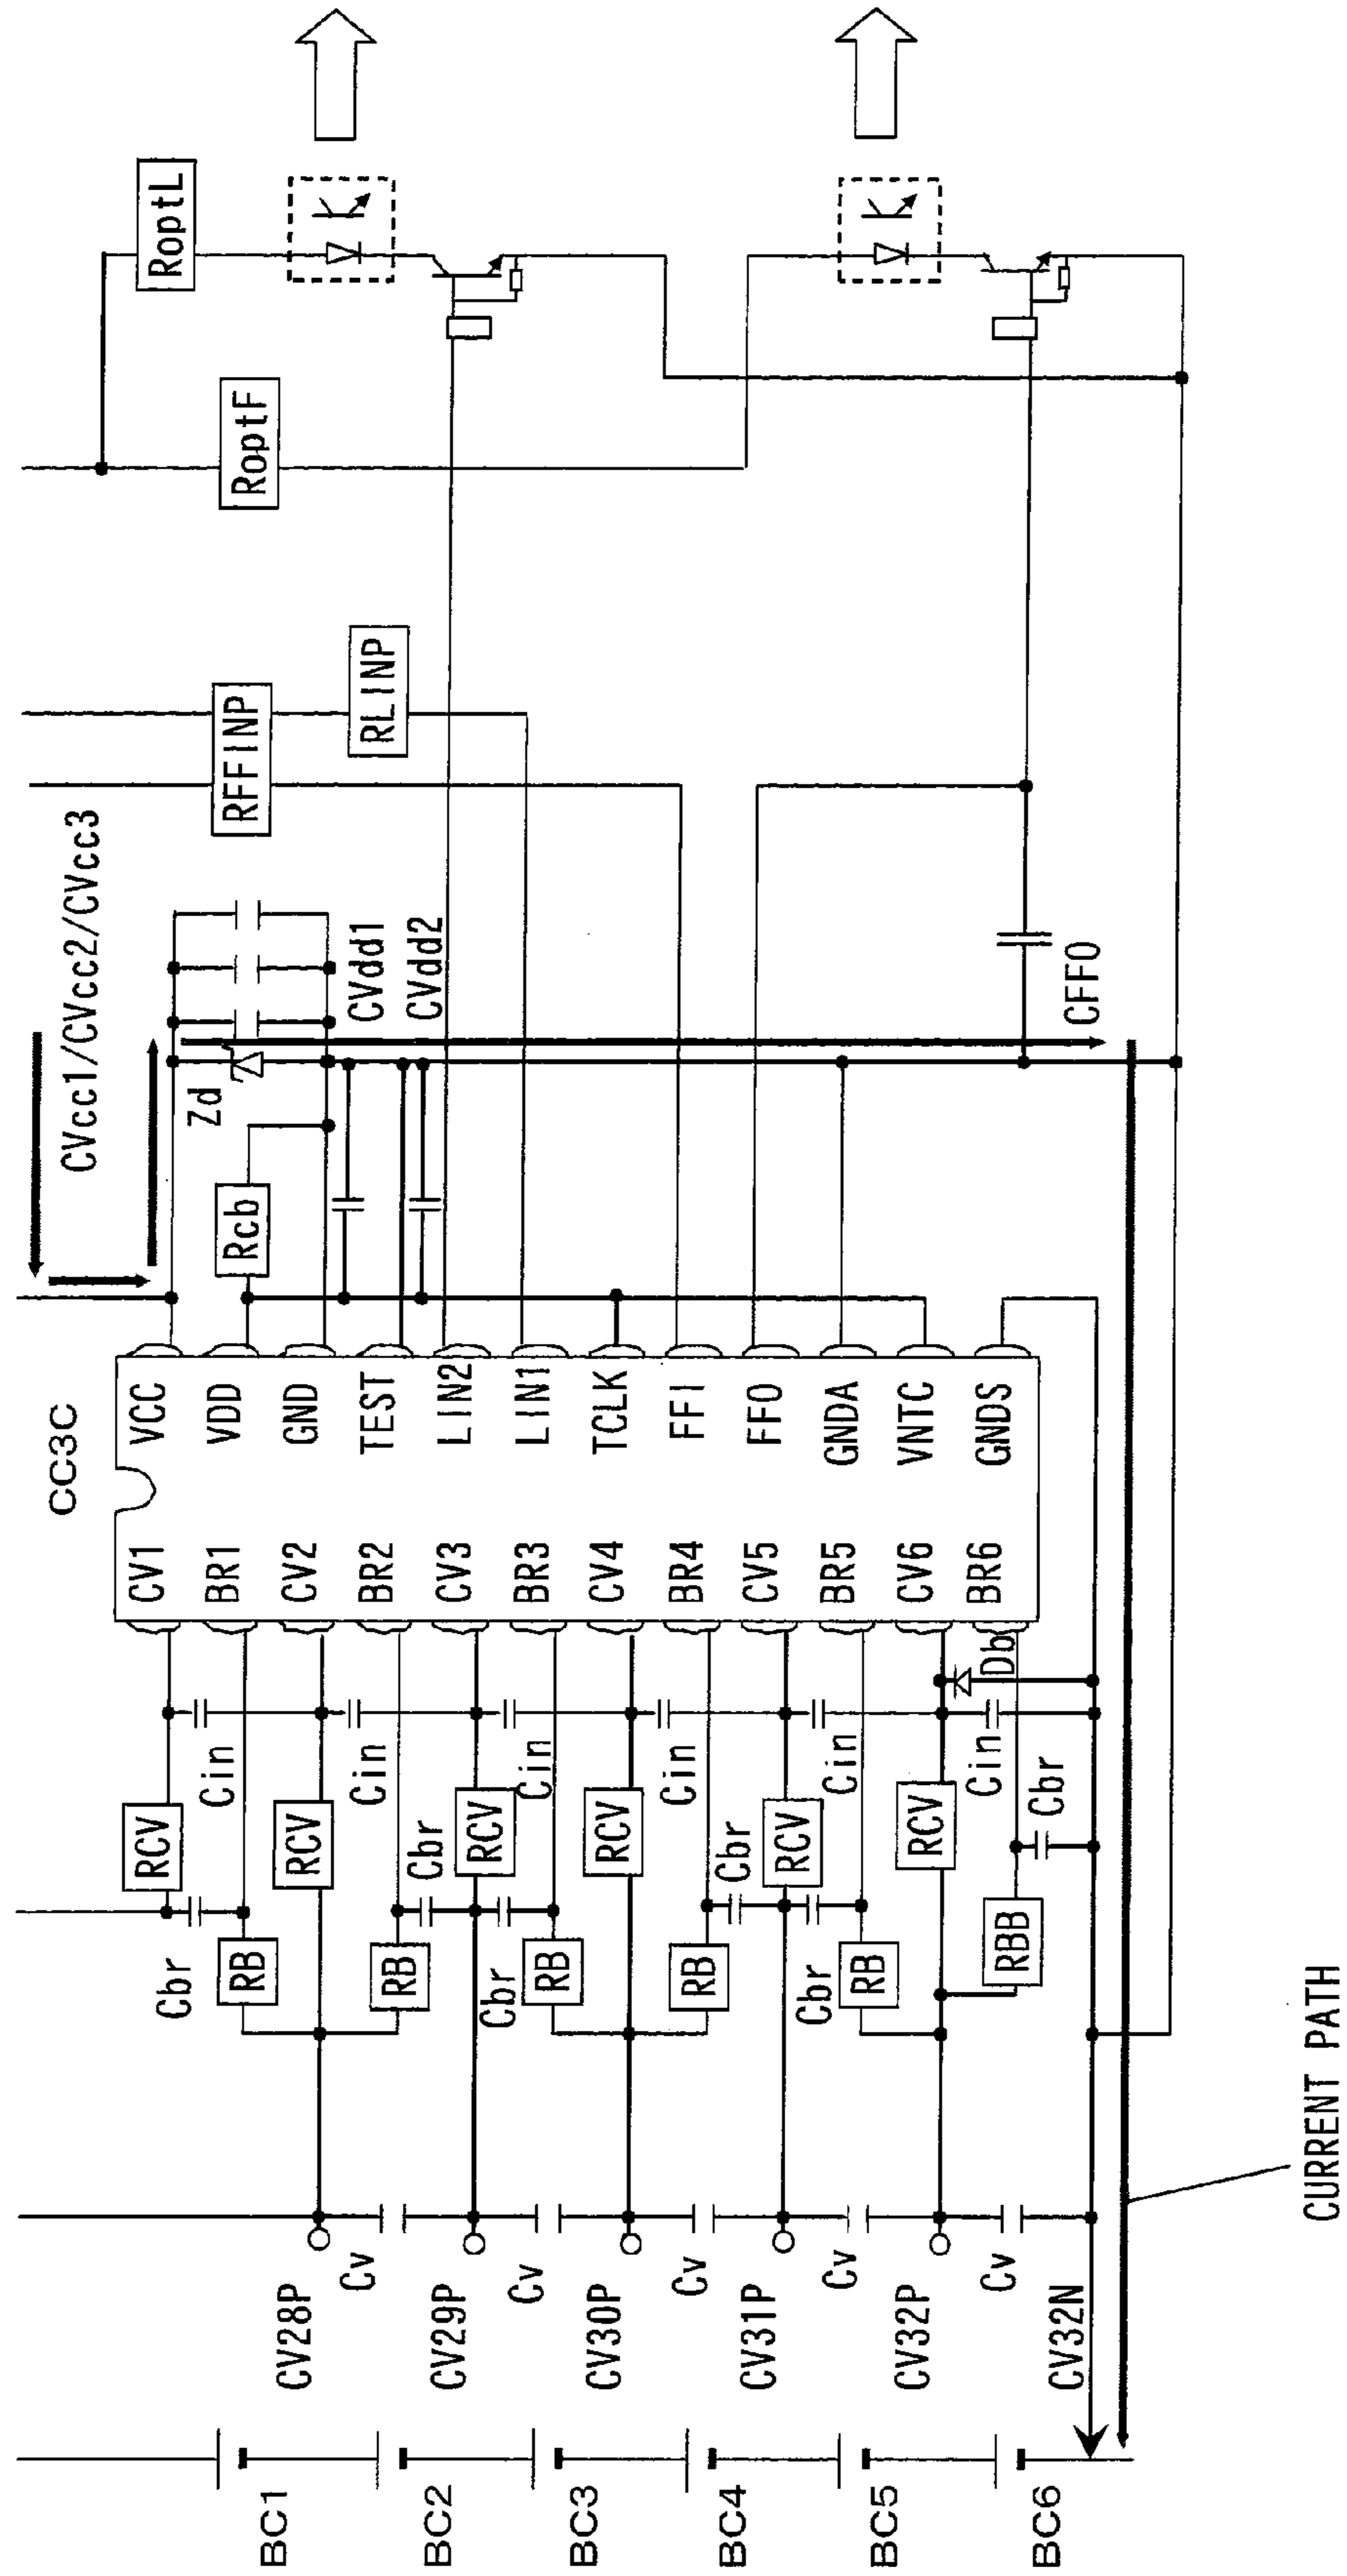 RoptL
RoptF
RLINP
RFFINP
CVcc1/CVcc2/CVcc3
CVdd1
CVdd2
CFFO
Zd
Rcb
CC3C
VCC
VDD
GND
TEST
LIN2
LIN1
TCLK
FFI
FFO
GNDA
VNTC
GNDS
CV1
BR1
CV2
BR2
CV3
BR3
CV4
BR4
CV5
BR5
CV6
BR6
Db
Cin
Cin
Cin
Cin
Cin
Cin
RCV
RCV
RCV
RCV
RCV
RCV
Cbr
Cbr
Cbr
Cbr
Cbr
Cbr
RB
RB
RB
RB
RB
RBB
CURRENT PATH
CV28P
CV29P
CV30P
CV31P
CV32P
CV32N
Cv
Cv
Cv
Cv
Cv
BC1
BC2
BC3
BC4
BC5
BC6